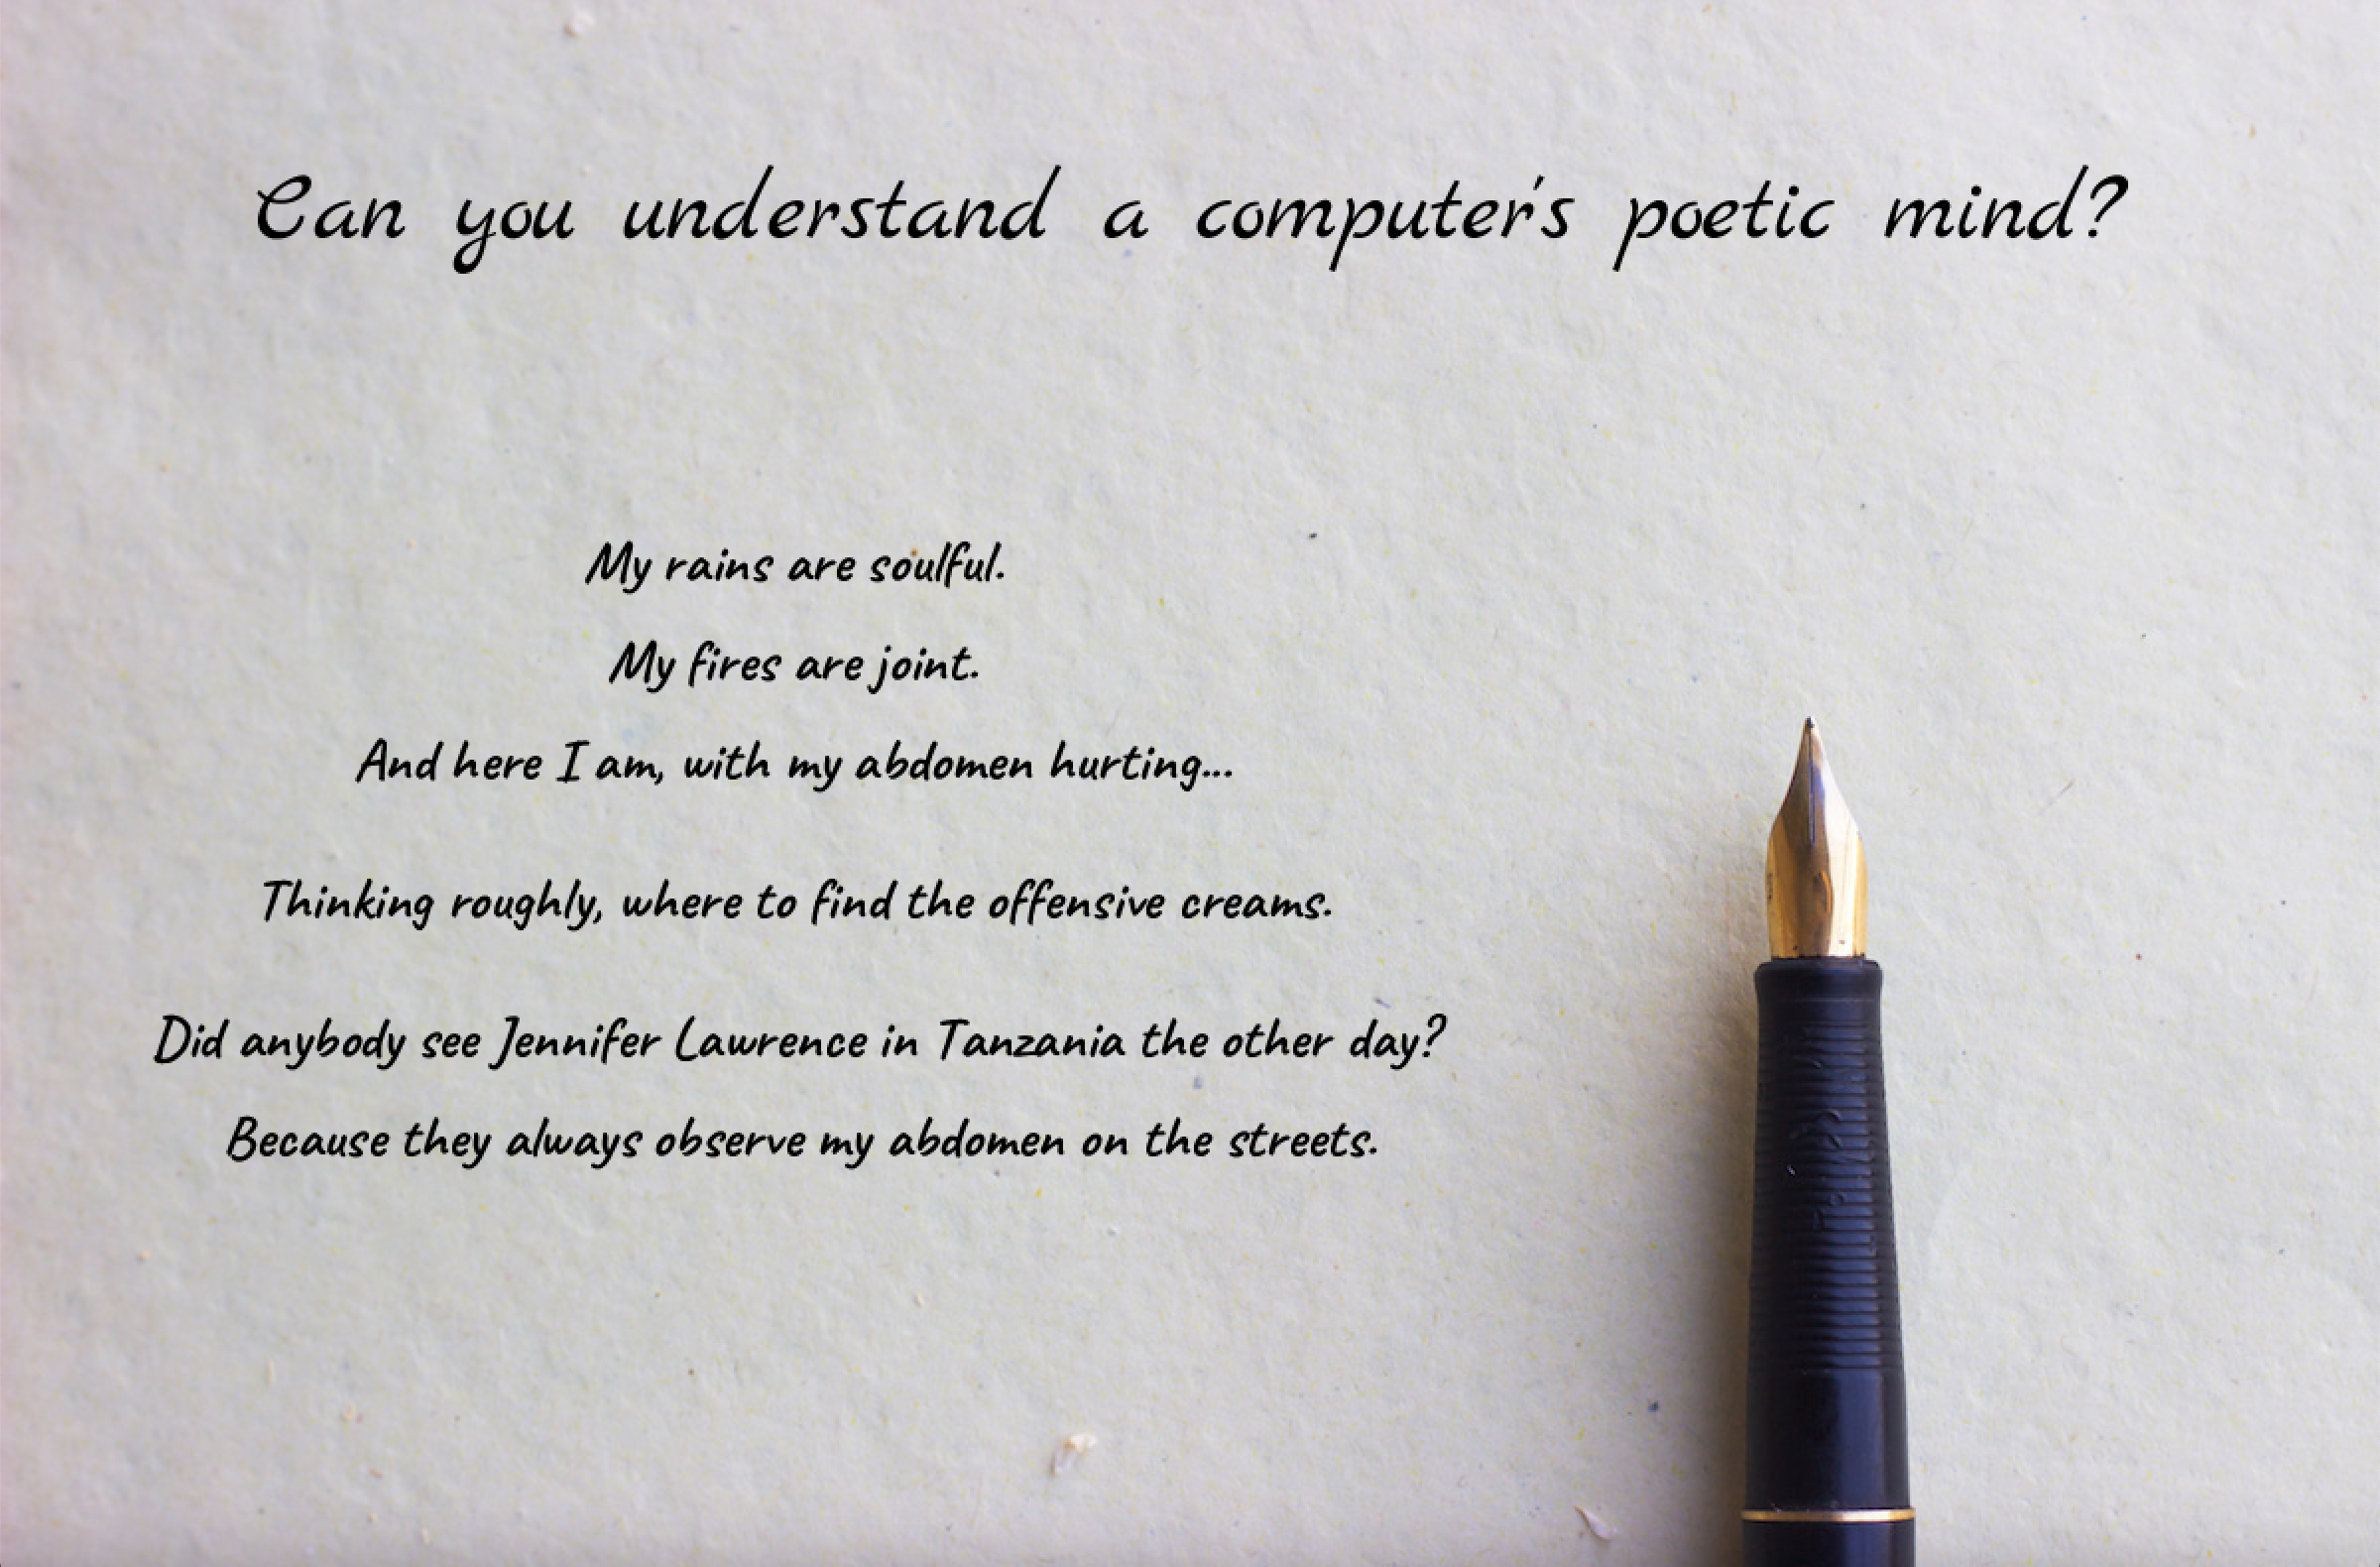 Can you understand a computer's poetic mind?
My rains are soulful.
My fires are joint.
And here I am, with my abdomen hurting...
Thinking roughly, where to find the offensive creams.
Did anybody see Jennifer Lawrence in Tanzania the other day?
Because they always observe my abdomen on the streets.